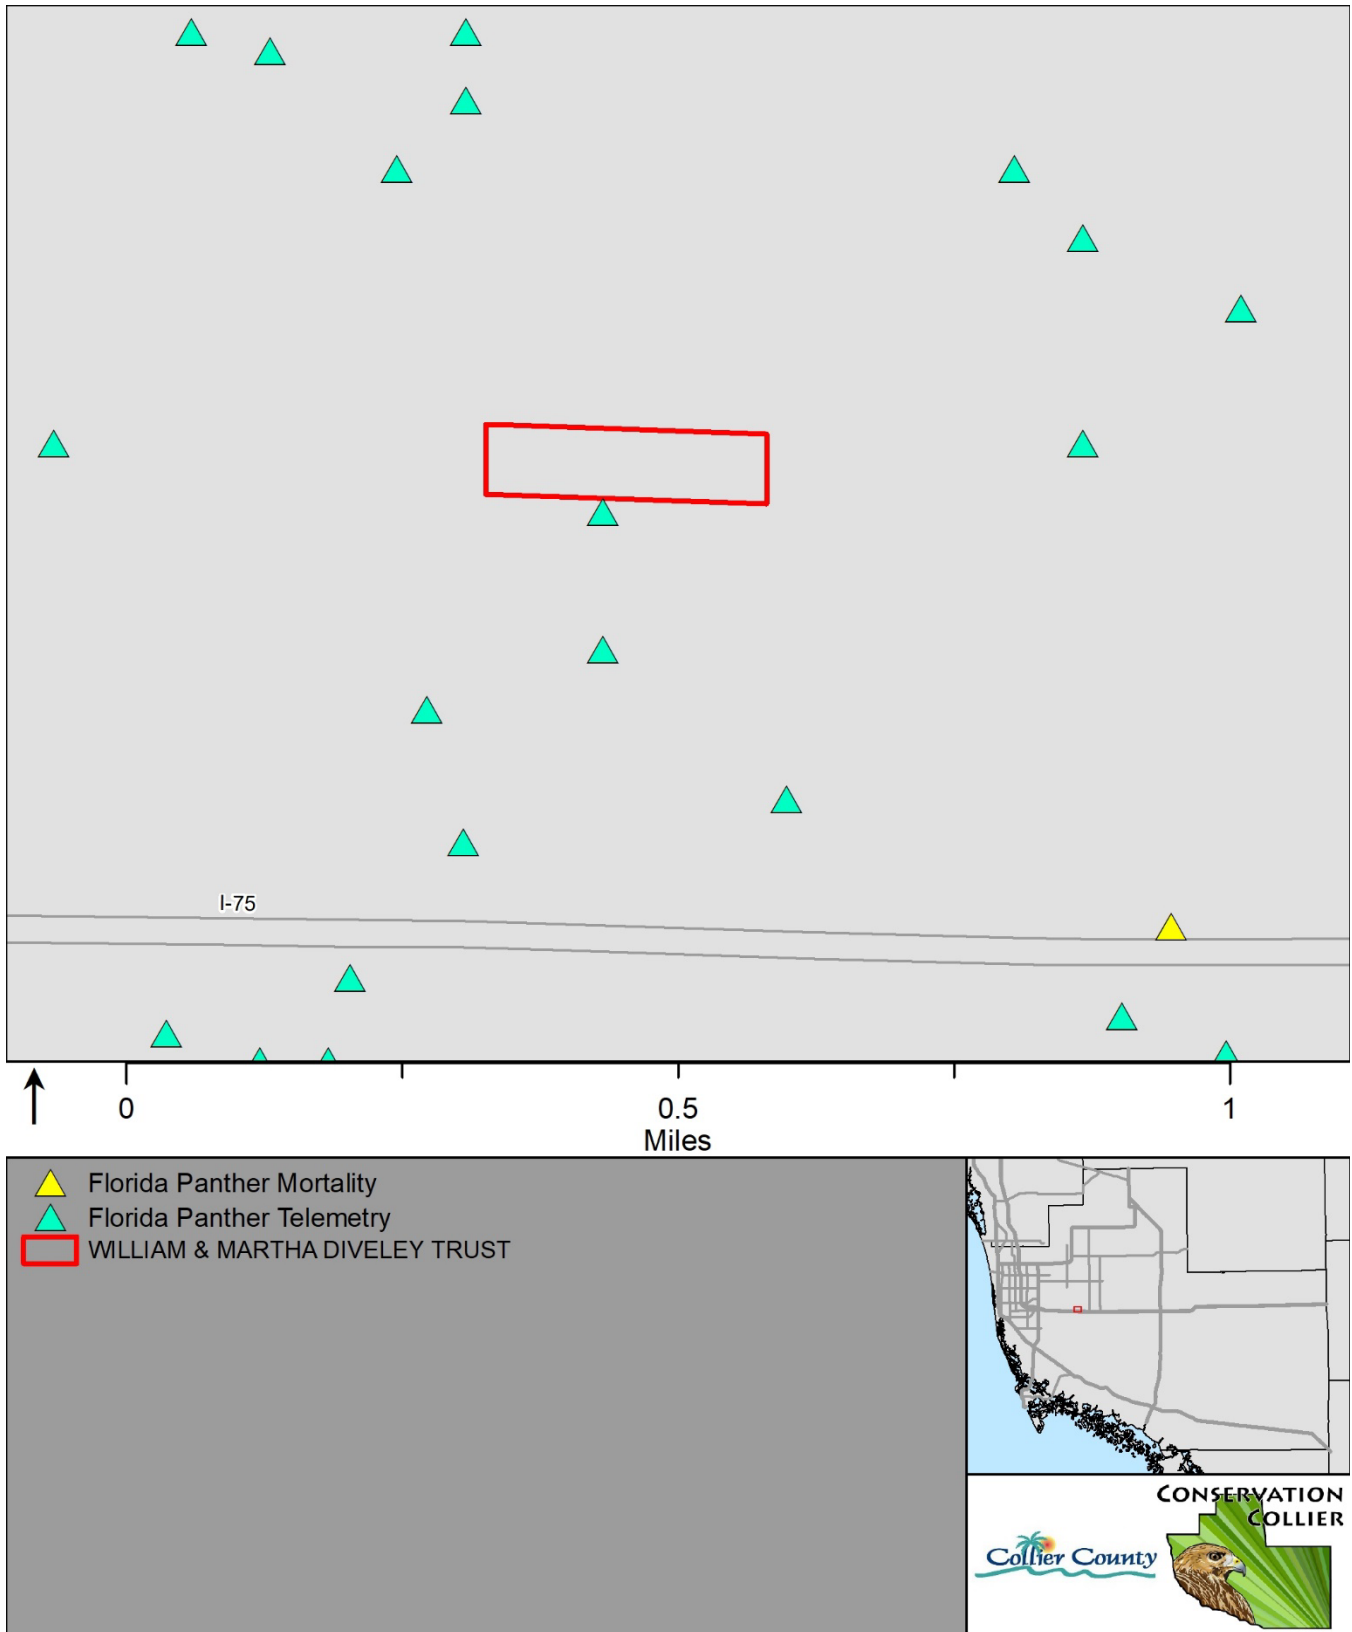 I-75
0 0.5 1
Miles
Florida Panther Mortality
Florida Panther Telemetry
WILLIAM & MARTHA DIVELEY TRUST
CONSERVATION
COLLIER
Collier County